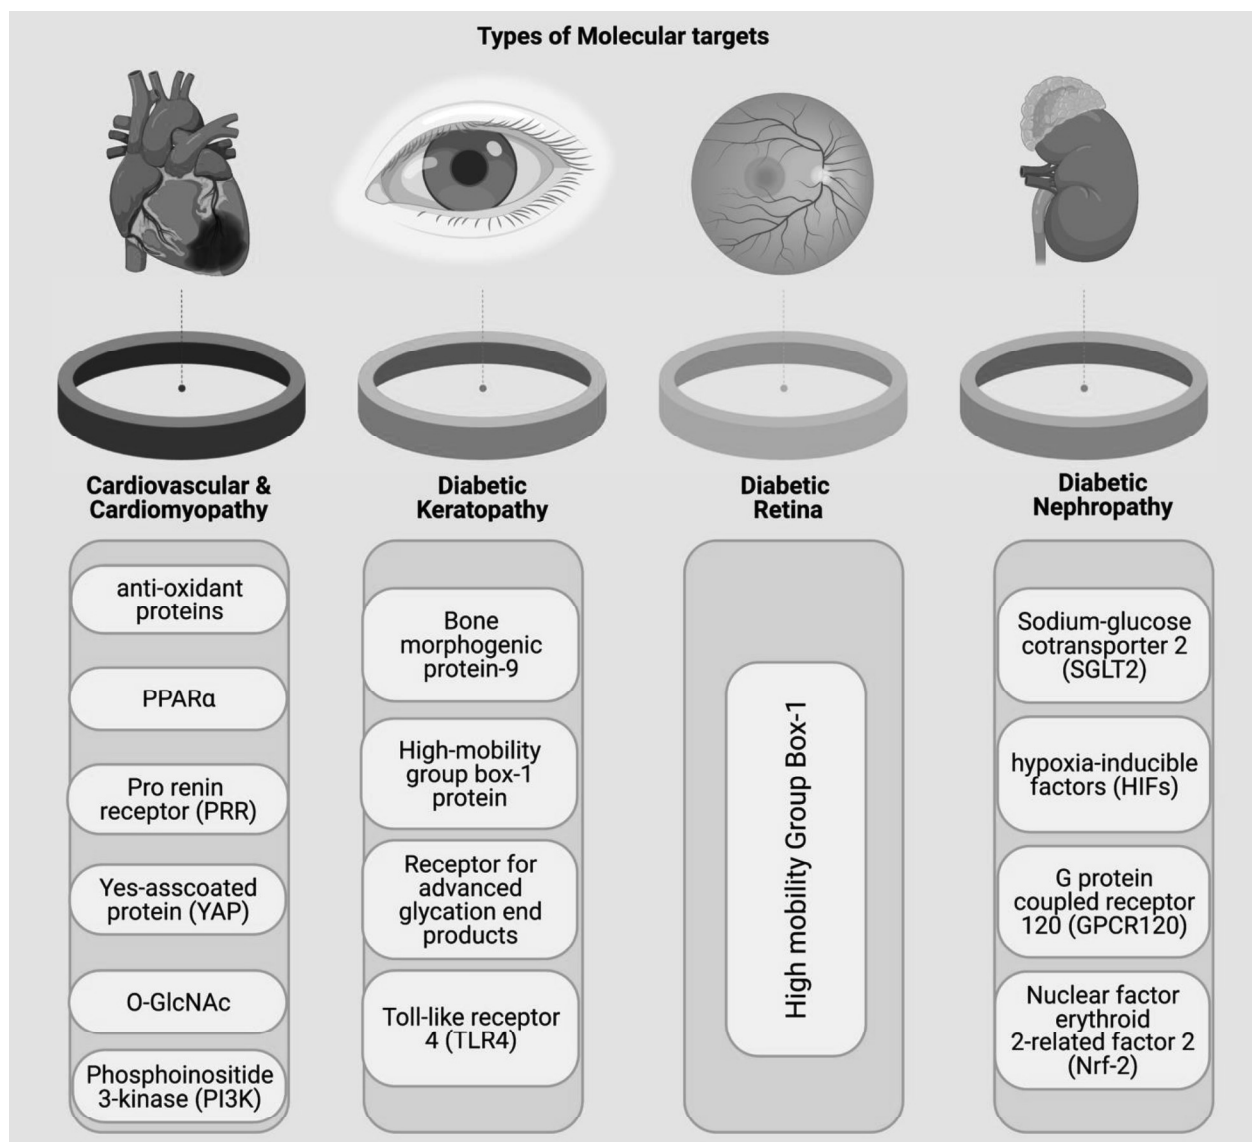 Types of Molecular targets
Cardiovascular &
Cardiomyopathy
anti-oxidant
proteins
PPARα
Pro renin
receptor (PRR)
Yes-asscoated
protein (YAP)
O-GlcNAc
Phosphoinositide
3-kinase (PI3K)
Diabetic
Keratopathy
Bone
morphogenic
protein-9
High-mobility
group box-1
protein
Receptor for
advanced
glycation end
products
Toll-like receptor
4 (TLR4)
Diabetic
Retina
High mobility Group Box-1
Diabetic
Nephropathy
Sodium-glucose
cotransporter 2
(SGLT2)
hypoxia-inducible
factors (HIFs)
G protein
coupled receptor
120 (GPCR120)
Nuclear factor
erythroid
2-related factor 2
(Nrf-2)